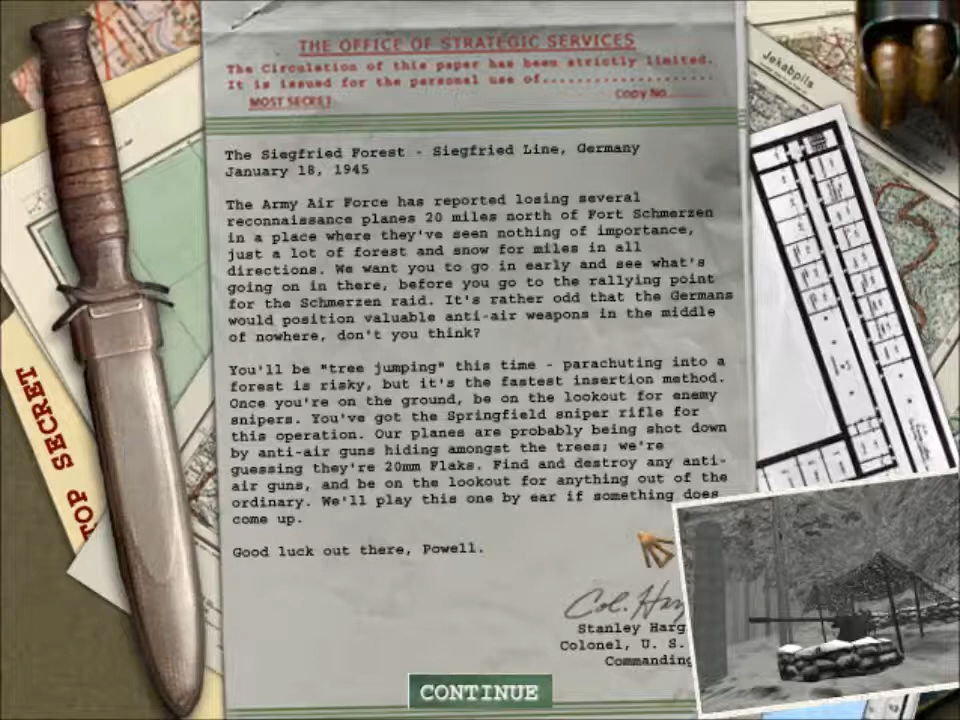 THE OFFICE OF STRATEGIC SERVICES
The Circulation of this paper has been strictly limited.
It is issued for the personal use of....................
MOST SECRET
Copy No......
Jekabpils
The Siegfried Forest - Siegfried Line, Germany
January 18, 1945
The Army Air Force has reported losing several
reconnaissance planes 20 miles north of Fort Schmerzen
in a place where they've seen nothing of importance,
just a lot of forest and snow for miles in all
directions. We want you to go in early and see what's
going on in there, before you go to the rallying point
for the Schmerzen raid. It's rather odd that the Germans
would position valuable anti-air weapons in the middle
of nowhere, don't you think?
You'll be "tree jumping" this time - parachuting into a
forest is risky, but it's the fastest insertion method.
Once you're on the ground, be on the lookout for enemy
snipers. You've got the Springfield sniper rifle for
this operation. Our planes are probably being shot down
by anti-air guns hiding amongst the trees; we're
guessing they're 20mm Flaks. Find and destroy any anti-
air guns, and be on the lookout for anything out of the
ordinary. We'll play this one by ear if something does
come up.
Good luck out there, Powell.
TOP SECRET
Col. Har
Stanley Harg
Colonel, U. S.
Commanding
CONTINUE